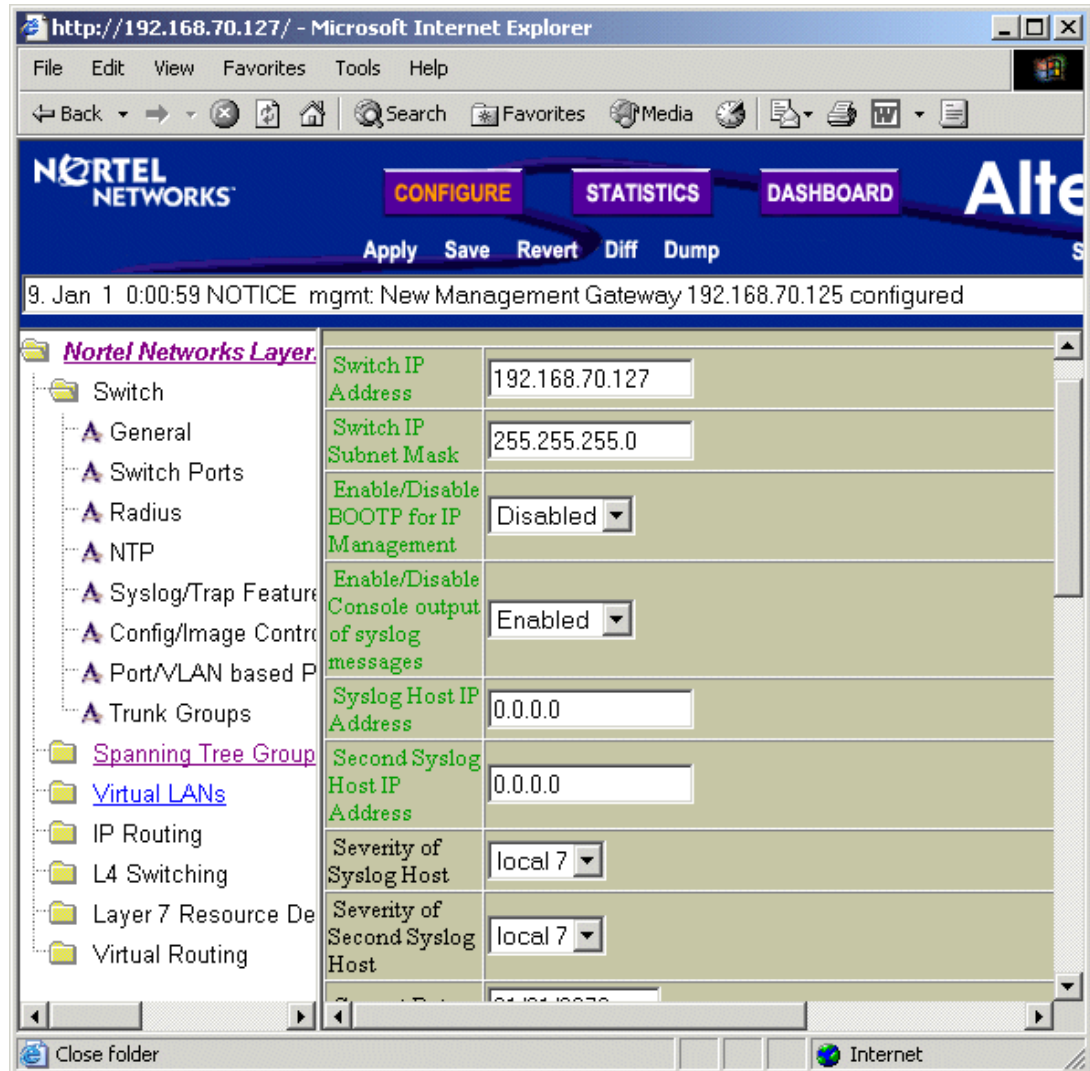 http://192.168.70.127/ - Microsoft Internet Explorer
File Edit View Favorites Tools Help
Back Search Favorites Media
NORTEL
NETWORKS
CONFIGURE STATISTICS DASHBOARD
Alte
Apply Save Revert Diff Dump
S
9. Jan 1 0:00:59 NOTICE mgmt: New Management Gateway 192.168.70.125 configured
Nortel Networks Layer.
Switch
General
Switch Ports
Radius
NTP
Syslog/Trap Feature
Config/Image Contro
Port/VLAN based P
Trunk Groups
Spanning Tree Group
Virtual LANs
IP Routing
L4 Switching
Layer 7 Resource De
Virtual Routing
Switch IP
Address
192.168.70.127
Switch IP
Subnet Mask
255.255.255.0
Enable/Disable
BOOTP for IP
Management
Disabled
Enable/Disable
Console output
of syslog
messages
Enabled
Syslog Host IP
Address
0.0.0.0
Second Syslog
Host IP
Address
0.0.0.0
Severity of
Syslog Host
local 7
Severity of
Second Syslog
Host
local 7
Close folder
Internet